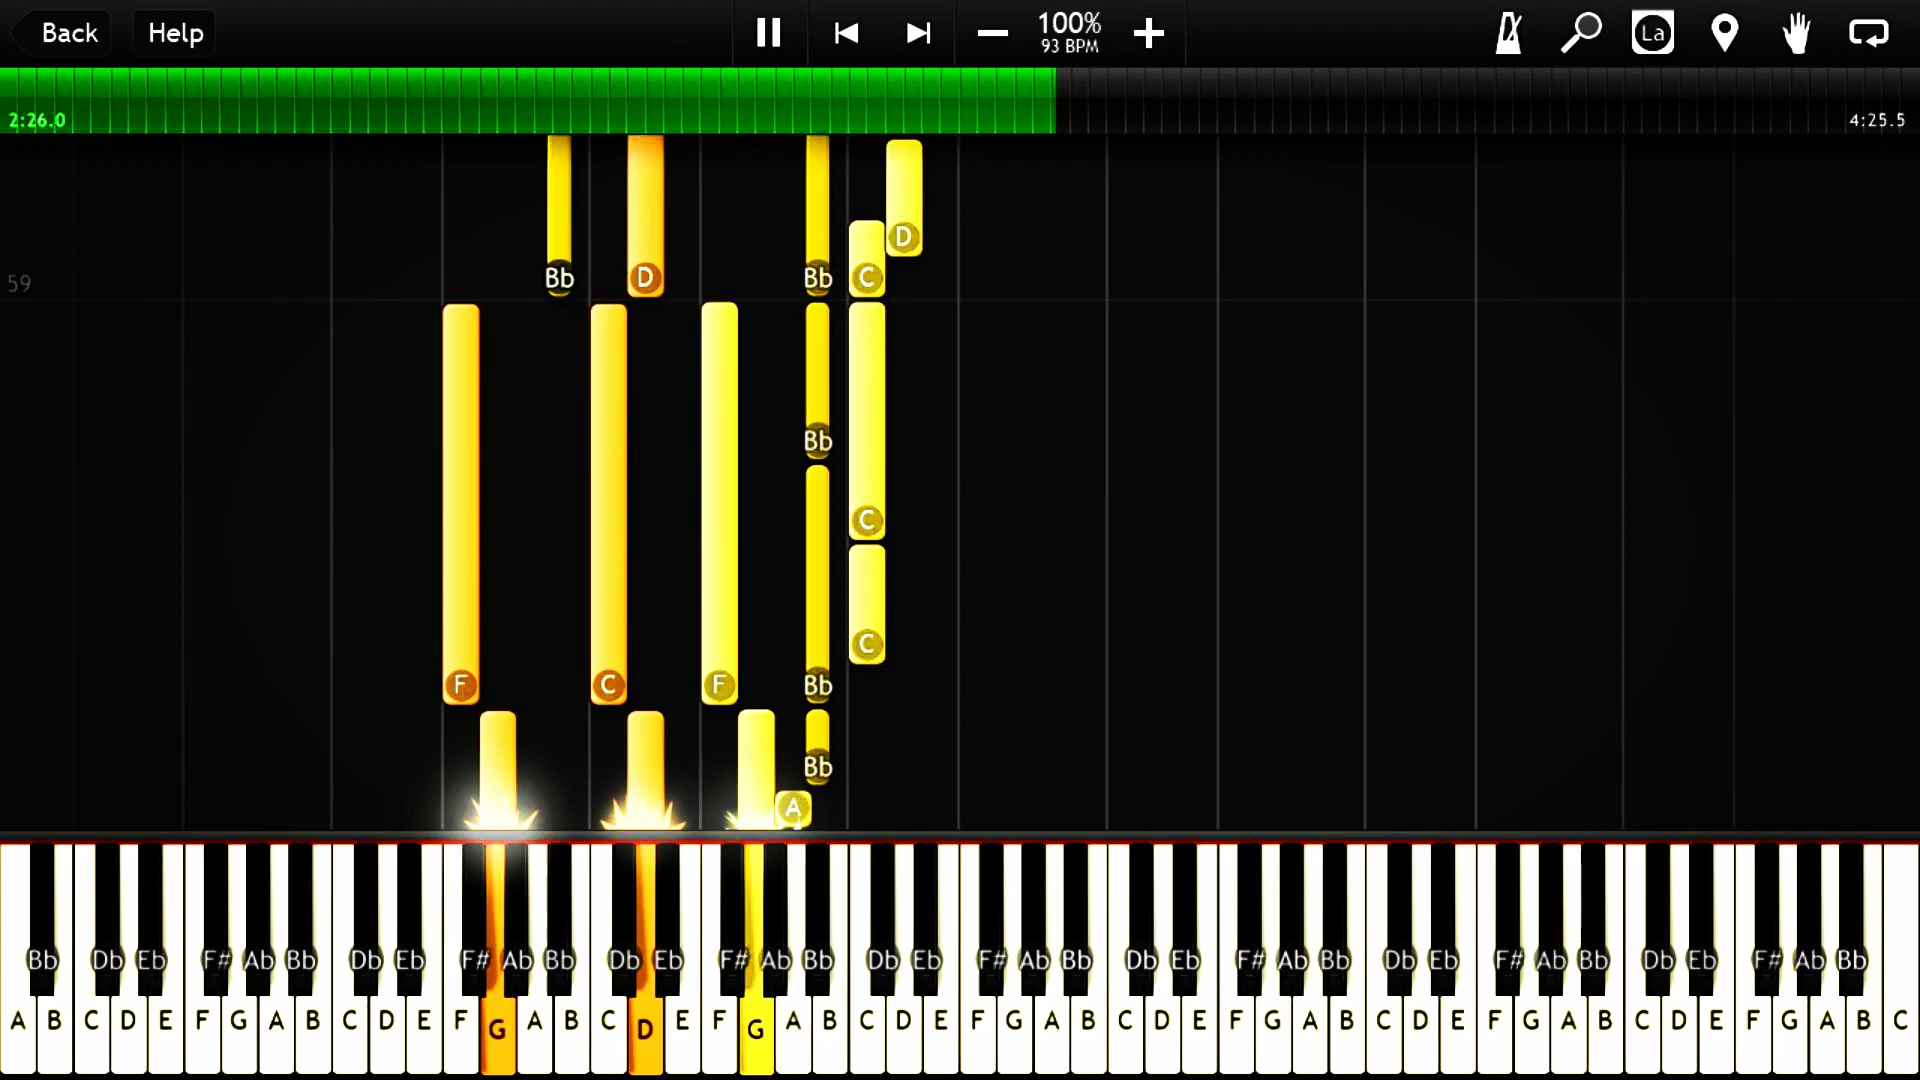 Back Help 100% La
93 BPM
2:26.0 4:25.5
D
59 Bb D Bb C
Bb
C
C
F C F Bb
Bb
A
Bb Db Eb F# Ab Bb Db Eb F# Ab Bb Db Eb F# Ab Bb Db Eb F# Ab Bb Db Eb F# Ab Bb Db Eb F# Ab Bb Db Eb F# Ab Bb
A B C D E F G A B C D E F G A B C D E F G A B C D E F G A B C D E F G A B C D E F G A B C D E F G A B C